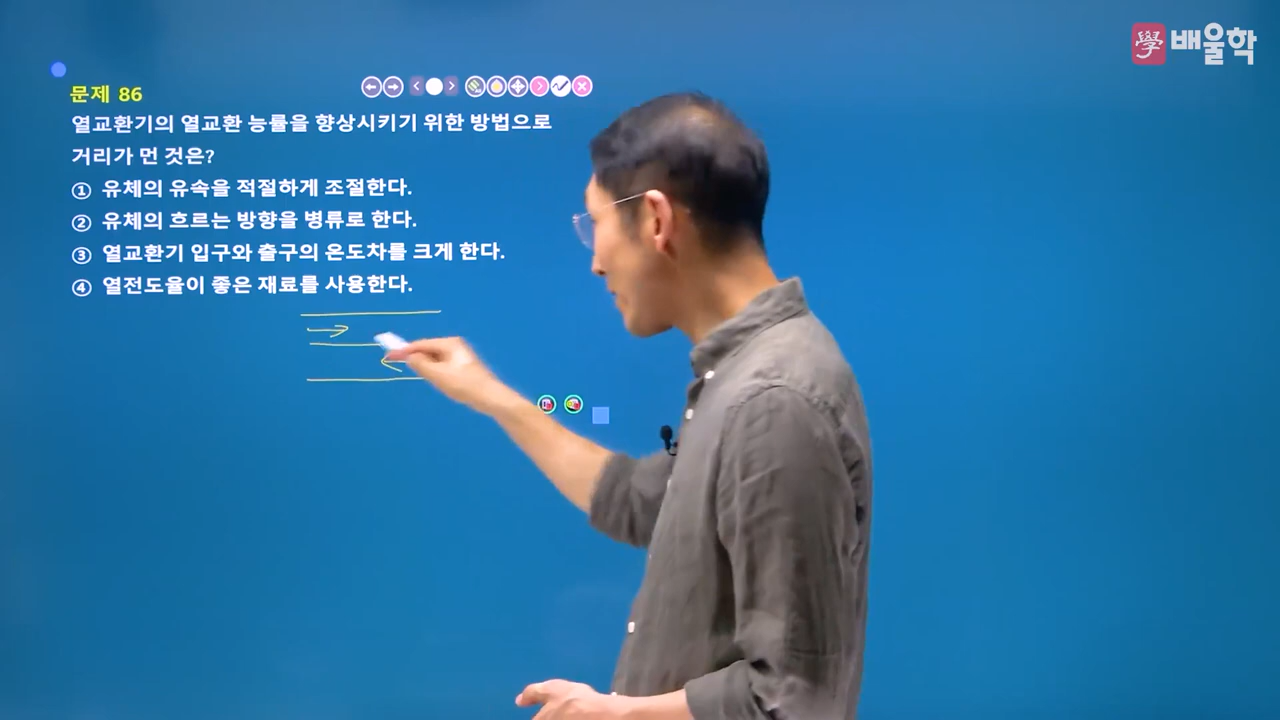 學 배울학
문제 86
열교환기의 열교환 능률을 향상시키기 위한 방법으로
거리가 먼 것은?
① 유체의 유속을 적절하게 조절한다.
② 유체의 흐르는 방향을 병류로 한다.
③ 열교환기 입구와 출구의 온도차를 크게 한다.
④ 열전도율이 좋은 재료를 사용한다.